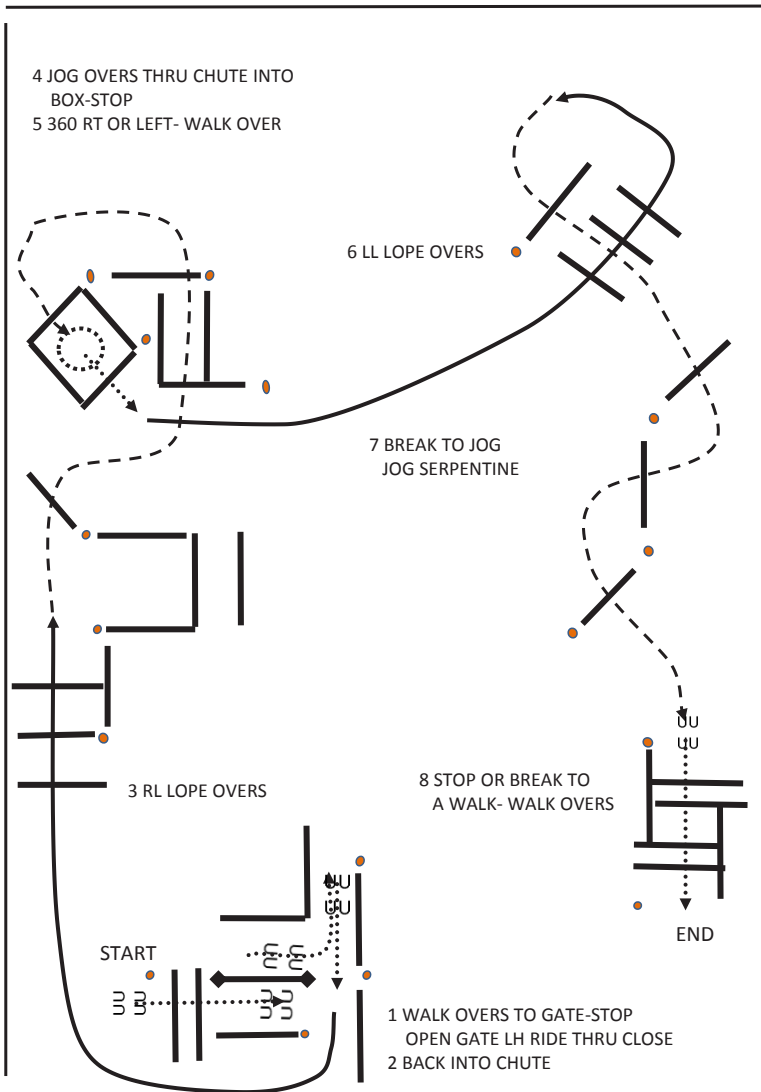 4 JOG OVERS THRU CHUTE INTO
BOX-STOP
5 360 RT OR LEFT- WALK OVER
6 LL LOPE OVERS
7 BREAK TO JOG
JOG SERPENTINE
3 RL LOPE OVERS
8 STOP OR BREAK TO
A WALK- WALK OVERS
START
END
1 WALK OVERS TO GATE-STOP
OPEN GATE LH RIDE THRU CLOSE
2 BACK INTO CHUTE